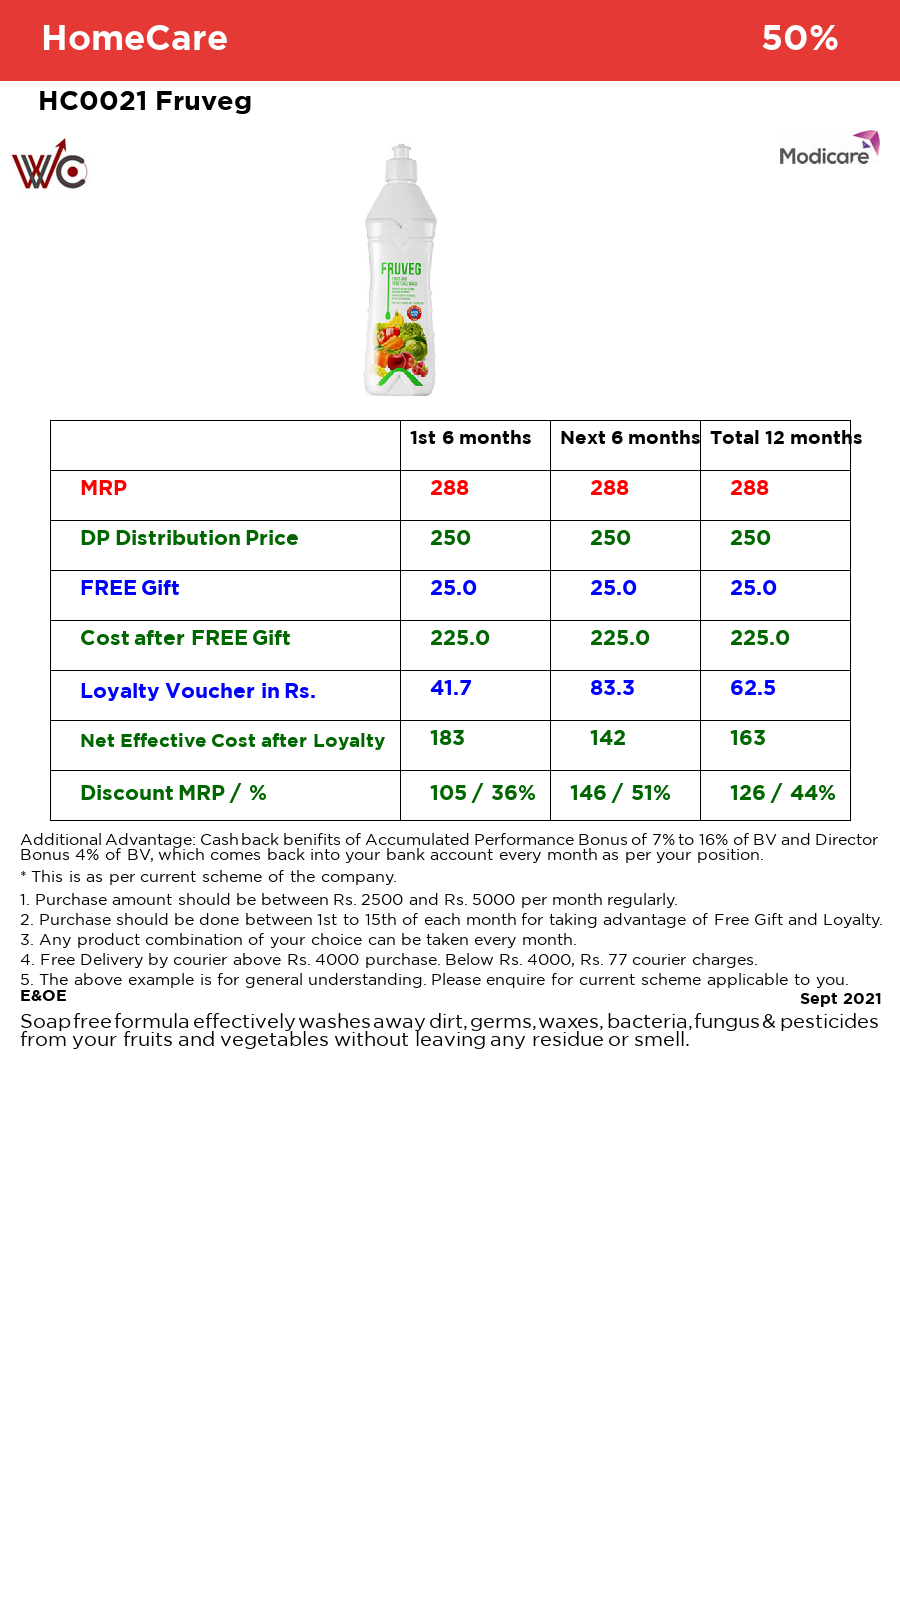 HomeCare 50%
HC0021 Fruveg
WC
Modicare
FRUVEG
FRUIT AND
VEGETABLE WASH
1st 6 months Next 6 months Total 12 months
MRP 288 288 288
DP Distribution Price 250 250 250
FREE Gift 25.0 25.0 25.0
Cost after FREE Gift 225.0 225.0 225.0
Loyalty Voucher in Rs. 41.7 83.3 62.5
Net Effective Cost after Loyalty 183 142 163
Discount MRP / % 105 / 36% 146 / 51% 126 / 44%
Additional Advantage: Cashback benifits of Accumulated Performance Bonus of 7% to 16% of BV and Director
Bonus 4% of BV, which comes back into your bank account every month as per your position.
* This is as per current scheme of the company.
1. Purchase amount should be between Rs. 2500 and Rs. 5000 per month regularly.
2. Purchase should be done between 1st to 15th of each month for taking advantage of Free Gift and Loyalty.
3. Any product combination of your choice can be taken every month.
4. Free Delivery by courier above Rs. 4000 purchase. Below Rs. 4000, Rs. 77 courier charges.
5. The above example is for general understanding. Please enquire for current scheme applicable to you.
E&OE Sept 2021
Soap free formula effectively washes away dirt, germs, waxes, bacteria, fungus & pesticides
from your fruits and vegetables without leaving any residue or smell.